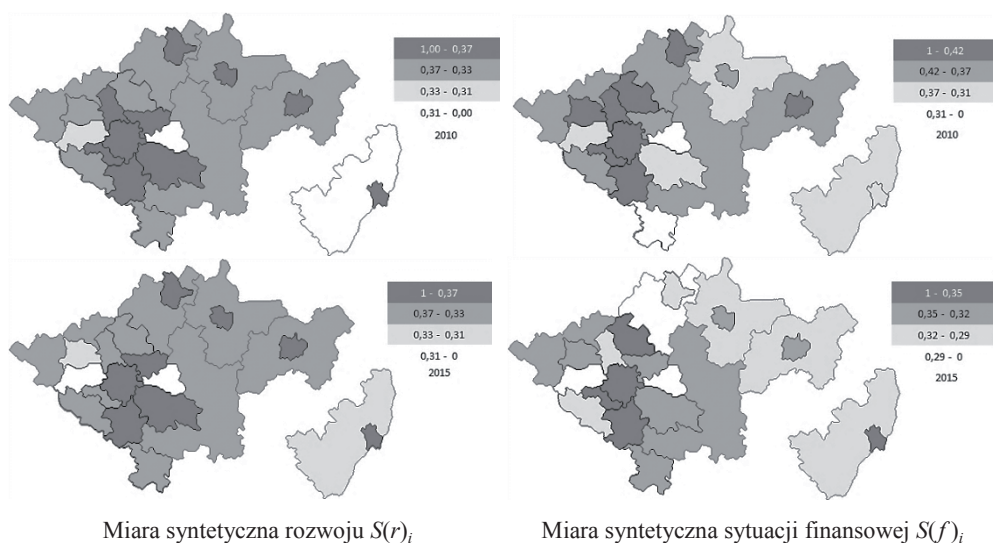 1,00 - 0,37
0,37 - 0,33
0,33 - 0,31
0,31 - 0,00
2010
1 - 0,42
0,42 - 0,37
0,37 - 0,31
0,31 - 0
2010
1 - 0,37
0,37 - 0,33
0,33 - 0,31
0,31 - 0
2015
1 - 0,35
0,35 - 0,32
0,32 - 0,29
0,29 - 0
2015
Miara syntetyczna rozwoju S(r)i
Miara syntetyczna sytuacji finansowej S(f)i